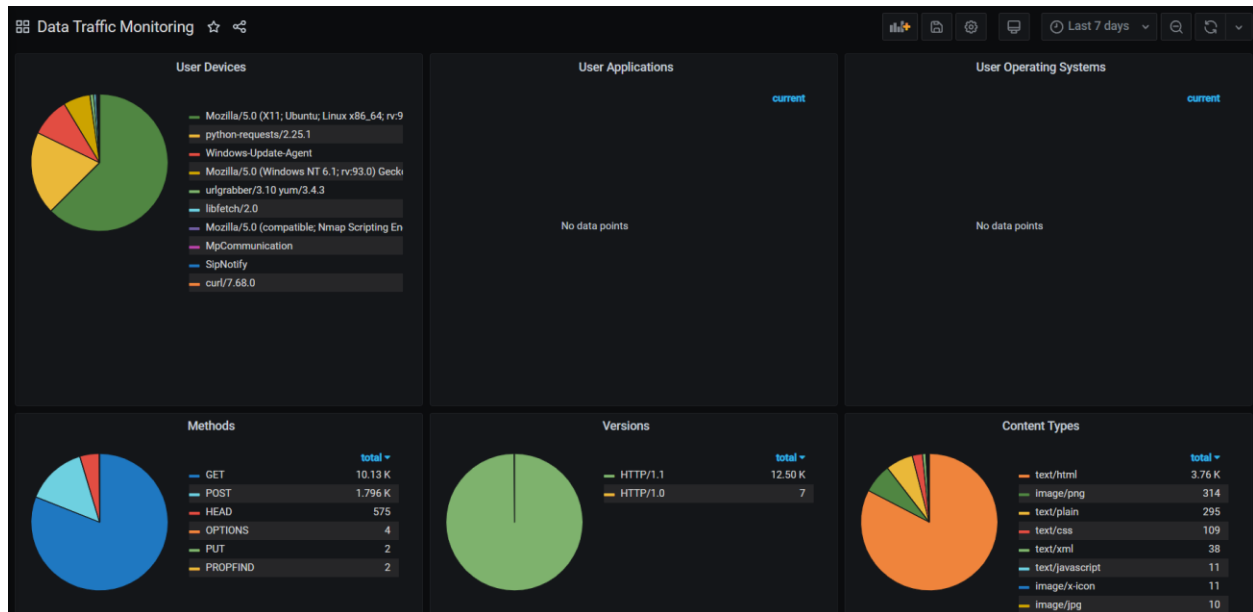 Data Traffic Monitoring
Last 7 days
User Devices
Mozilla/5.0 (X11; Ubuntu; Linux x86_64; rv:9
python-requests/2.25.1
Windows-Update-Agent
Mozilla/5.0 (Windows NT 6.1; rv:93.0) Geck
urlgrabber/3.10 yum/3.4.3
libfetch/2.0
Mozilla/5.0 (compatible; Nmap Scripting En
MpCommunication
SipNotify
curl/7.68.0
User Applications
current
No data points
User Operating Systems
current
No data points
Methods
total
GET 10.13 K
POST 1.796 K
HEAD 575
OPTIONS 4
PUT 2
PROPFIND 2
Versions
total
HTTP/1.1 12.50 K
HTTP/1.0 7
Content Types
total
text/html 3.76 K
image/png 314
text/plain 295
text/css 109
text/xml 38
text/javascript 11
image/x-icon 11
image/jpg 10